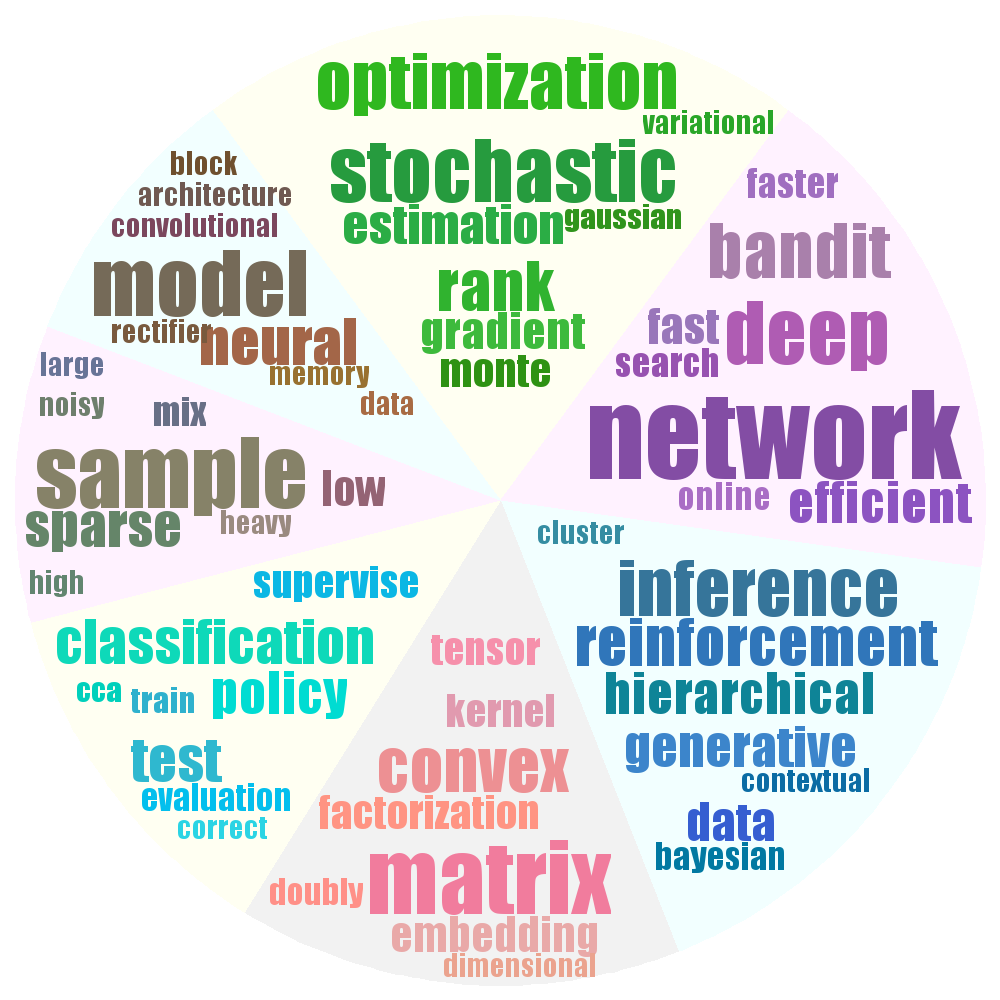 optimization
variational
stochastic
estimation
gaussian
rank
gradient
monte
faster
bandit
fast
deep
search
network
online
efficient
cluster
inference
reinforcement
hierarchical
generative
contextual
data
bayesian
tensor
kernel
convex
factorization
matrix
doubly
embedding
dimensional
supervise
classification
cca
train
policy
test
evaluation
correct
large
noisy
mix
sample
low
sparse
heavy
high
block
architecture
convolutional
model
rectifier
neural
memory
data